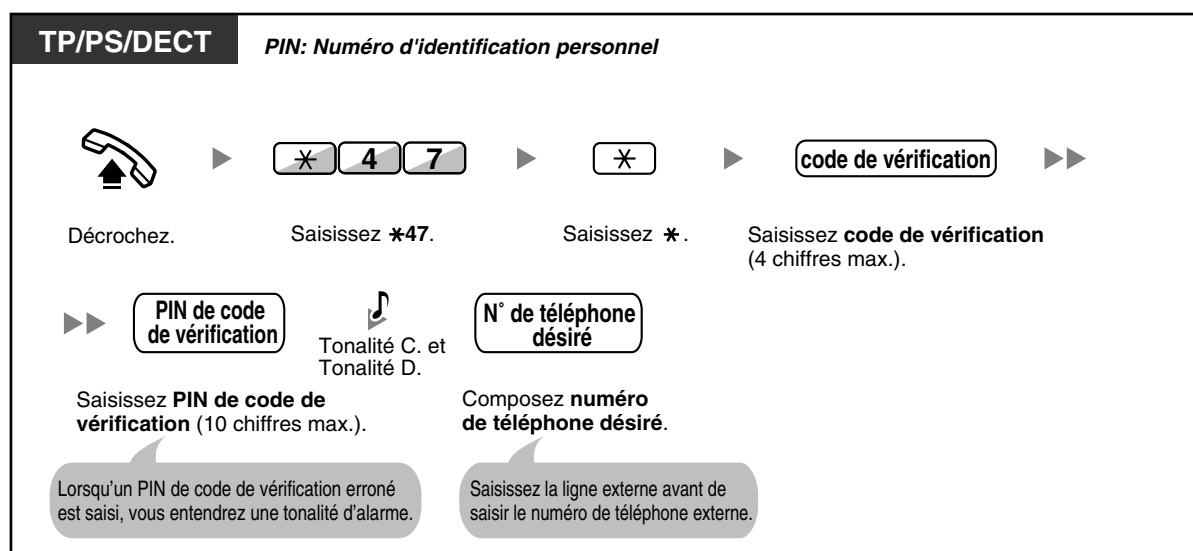 TP/PS/DECT
PIN: Numéro d'identification personnel
* 4 7
*
code de vérification
Décrochez.
Saisissez *47.
Saisissez *.
Saisissez code de vérification
(4 chiffres max.).
PIN de code
de vérification
Tonalité C. et
Tonalité D.
N° de téléphone
désiré
Saisissez PIN de code de
vérification (10 chiffres max.).
Composez numéro
de téléphone désiré.
Lorsqu'un PIN de code de vérification erroné
est saisi, vous entendrez une tonalité d'alarme.
Saisissez la ligne externe avant de
saisir le numéro de téléphone externe.